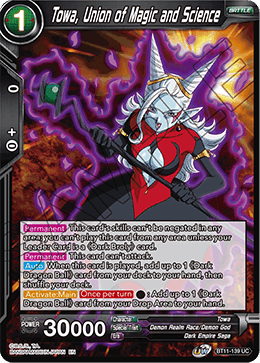 1
Towa, Union of Magic and Science
BATTLE
0
Permanent This card's skills can't be negated in any
area; you can't play this card from any area unless your
Leader Card is a 《Dark Broly》 card.
Permanent This card can't attack.
Auto When this card is played, add up to 1 《Dark
Dragon Ball》 card from your deck to your hand, then
shuffle your deck.
Activate:Main Once per turn : Add up to 1 《Dark
Dragon Ball》 card from your Drop Area to your hand.
POWER 30000
Character Towa
Special Trait Demon Realm Race/Demon God
Era Dark Empire Saga
BT11-139 UC